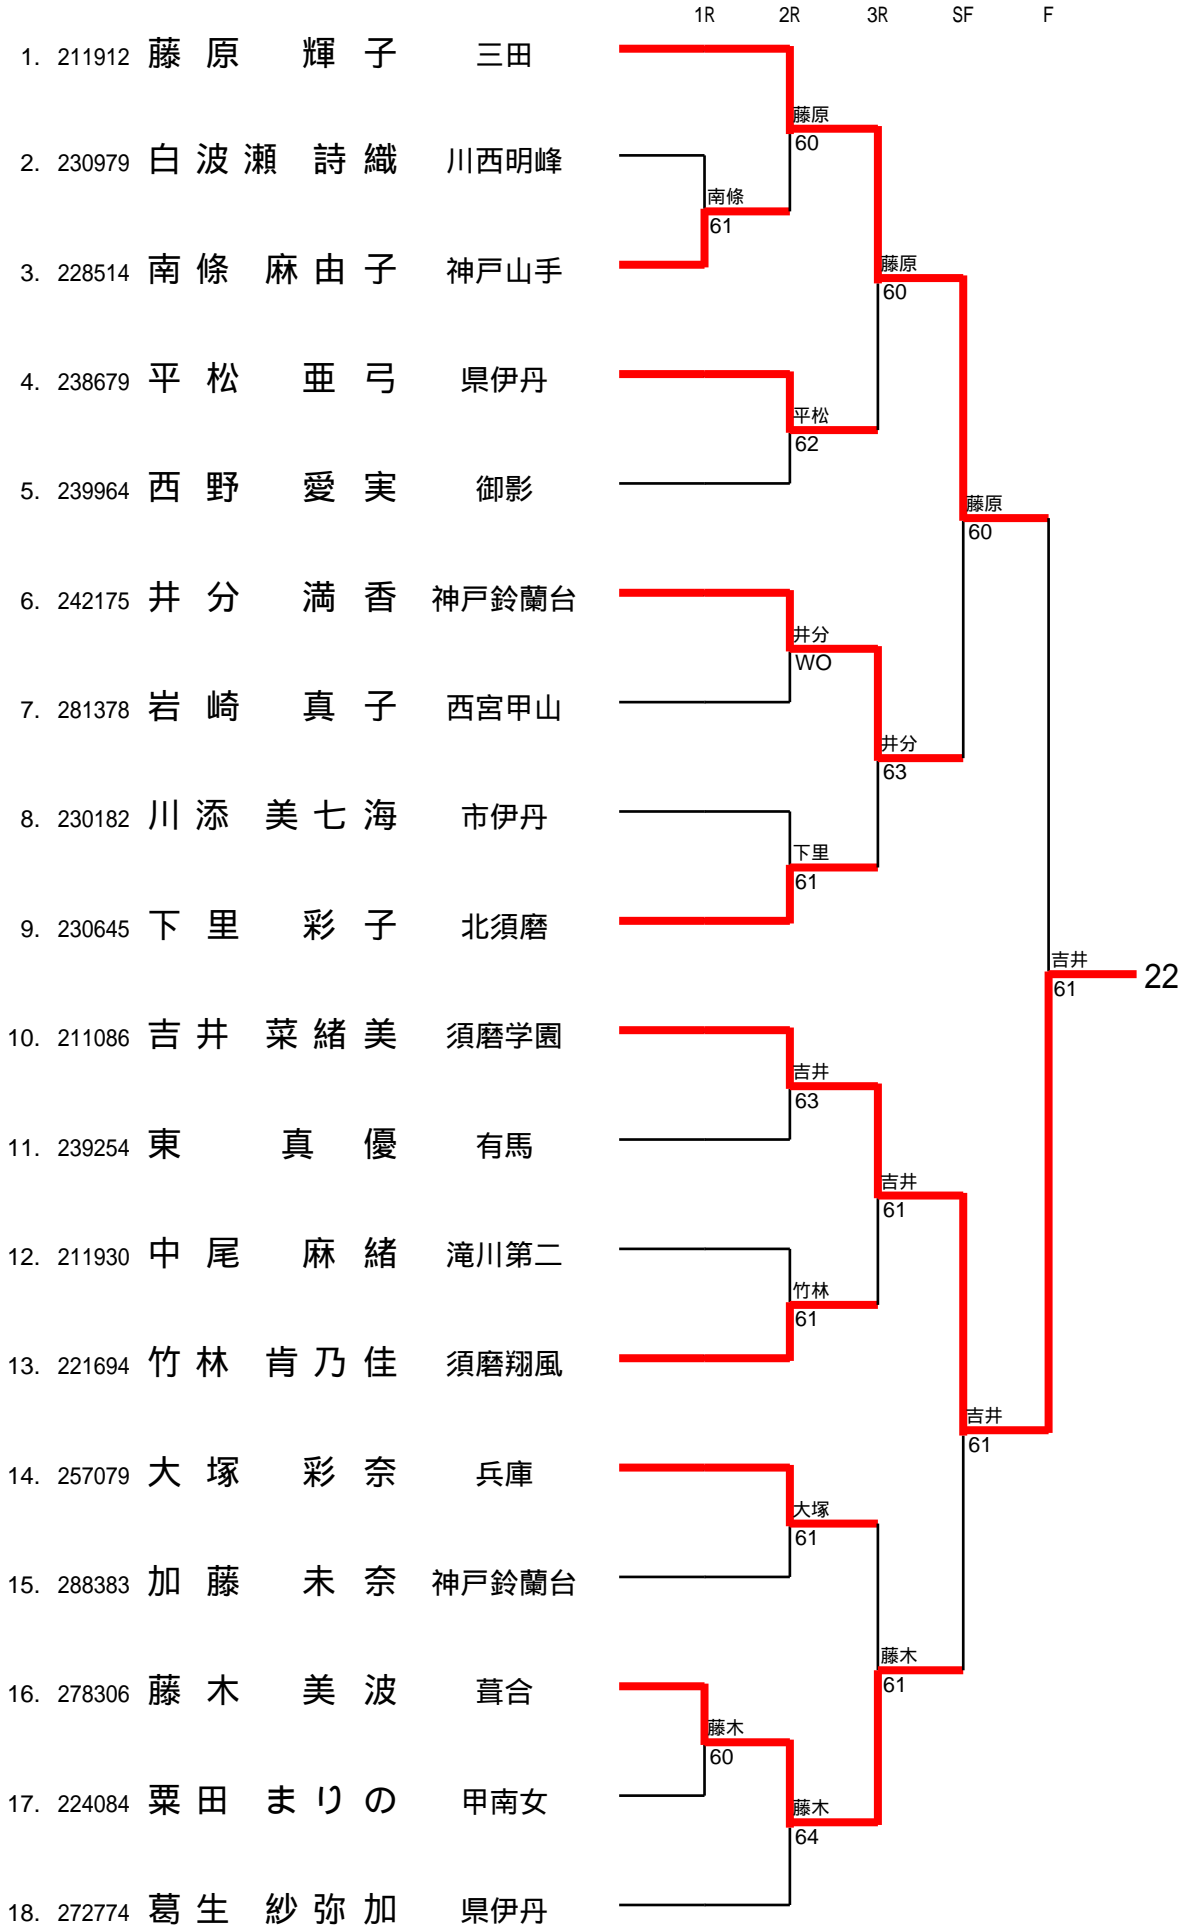 1R 2R 3R SF F
1. 211912 藤原 輝子 三田
藤原
60
2. 230979 白波瀬 詩織 川西明峰
南條
61
3. 228514 南條 麻由子 神戸山手
藤原
60
4. 238679 平松 亜弓 県伊丹
平松
62
5. 239964 西野 愛実 御影
藤原
60
6. 242175 井分 満香 神戸鈴蘭台
井分
WO
7. 281378 岩崎 真子 西宮甲山
井分
63
8. 230182 川添 美七海 市伊丹
下里
61
9. 230645 下里 彩子 北須磨
吉井
61
22
10. 211086 吉井 菜緒美 須磨学園
吉井
63
11. 239254 東 真優 有馬
吉井
61
12. 211930 中尾 麻緒 滝川第二
竹林
61
13. 221694 竹林 肯乃佳 須磨翔風
吉井
61
14. 257079 大塚 彩奈 兵庫
大塚
61
15. 288383 加藤 未奈 神戸鈴蘭台
藤木
61
16. 278306 藤木 美波 葺合
藤木
60
17. 224084 粟田 まりの 甲南女
藤木
64
18. 272774 葛生 紗弥加 県伊丹